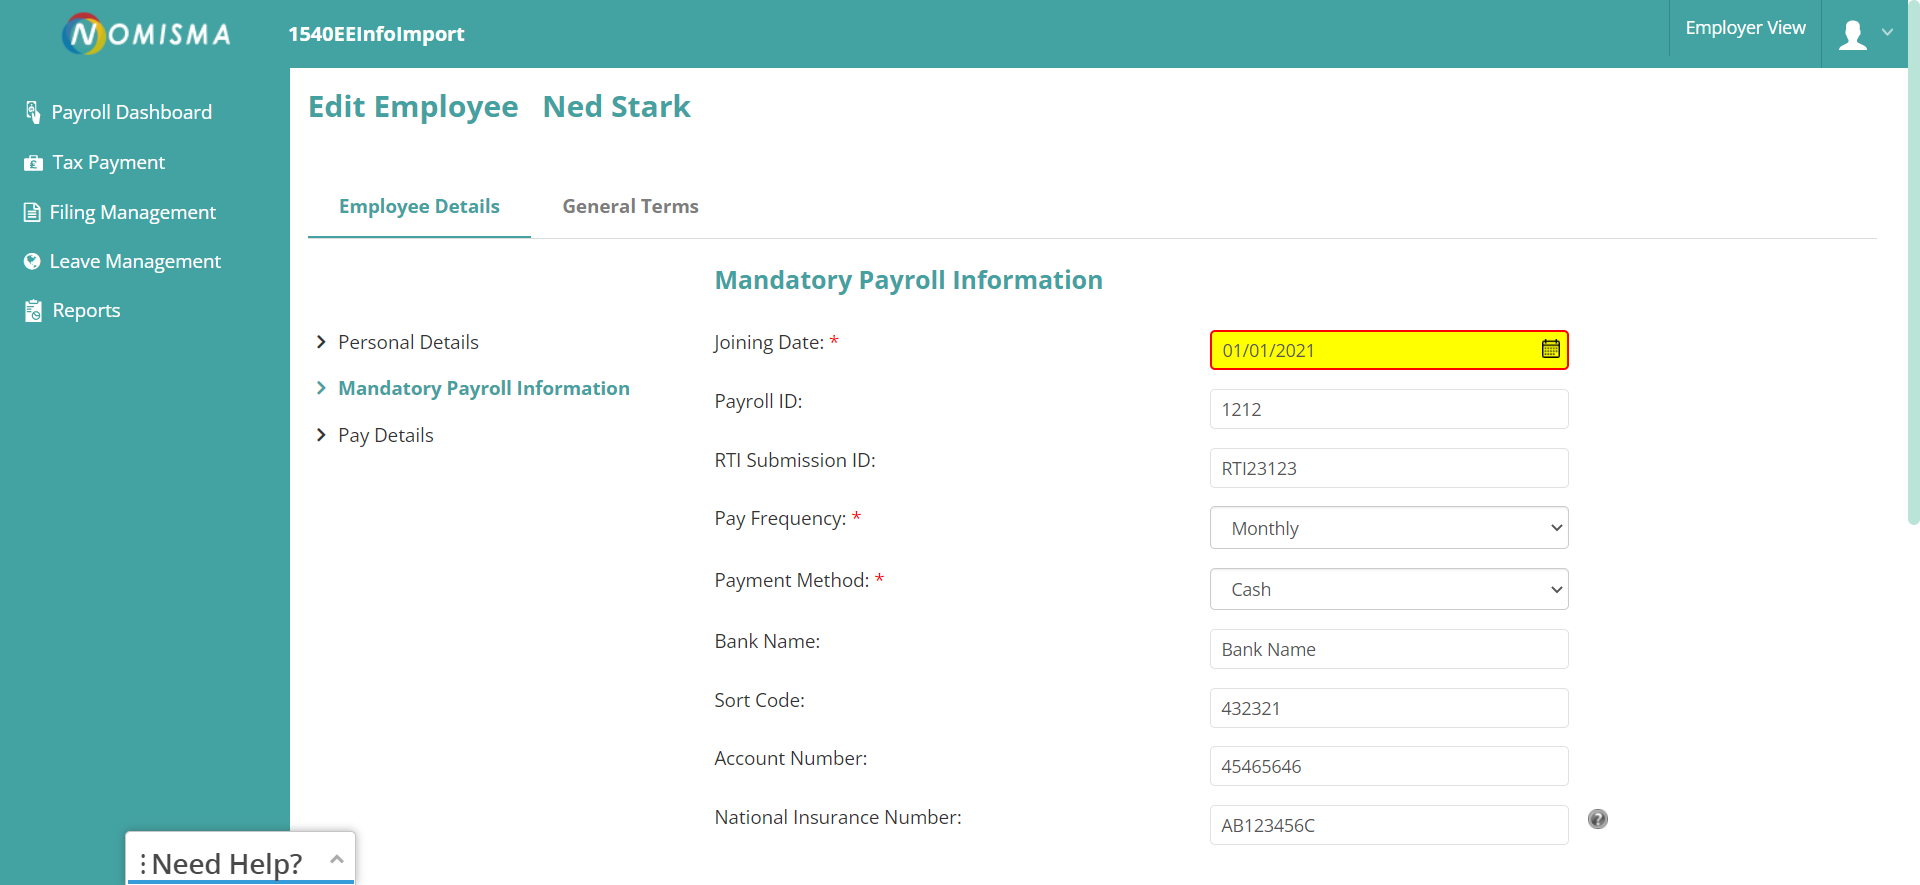 NOMISMA
1540EEInfoImport
Employer View
Payroll Dashboard
Tax Payment
Filing Management
Leave Management
Reports
Edit Employee Ned Stark
Employee Details
General Terms
Personal Details
Mandatory Payroll Information
Pay Details
Mandatory Payroll Information
Joining Date: *
01/01/2021
Payroll ID:
1212
RTI Submission ID:
RTI23123
Pay Frequency: *
Monthly
Payment Method: *
Cash
Bank Name:
Bank Name
Sort Code:
432321
Account Number:
45465646
National Insurance Number:
AB123456C
?
Need Help?